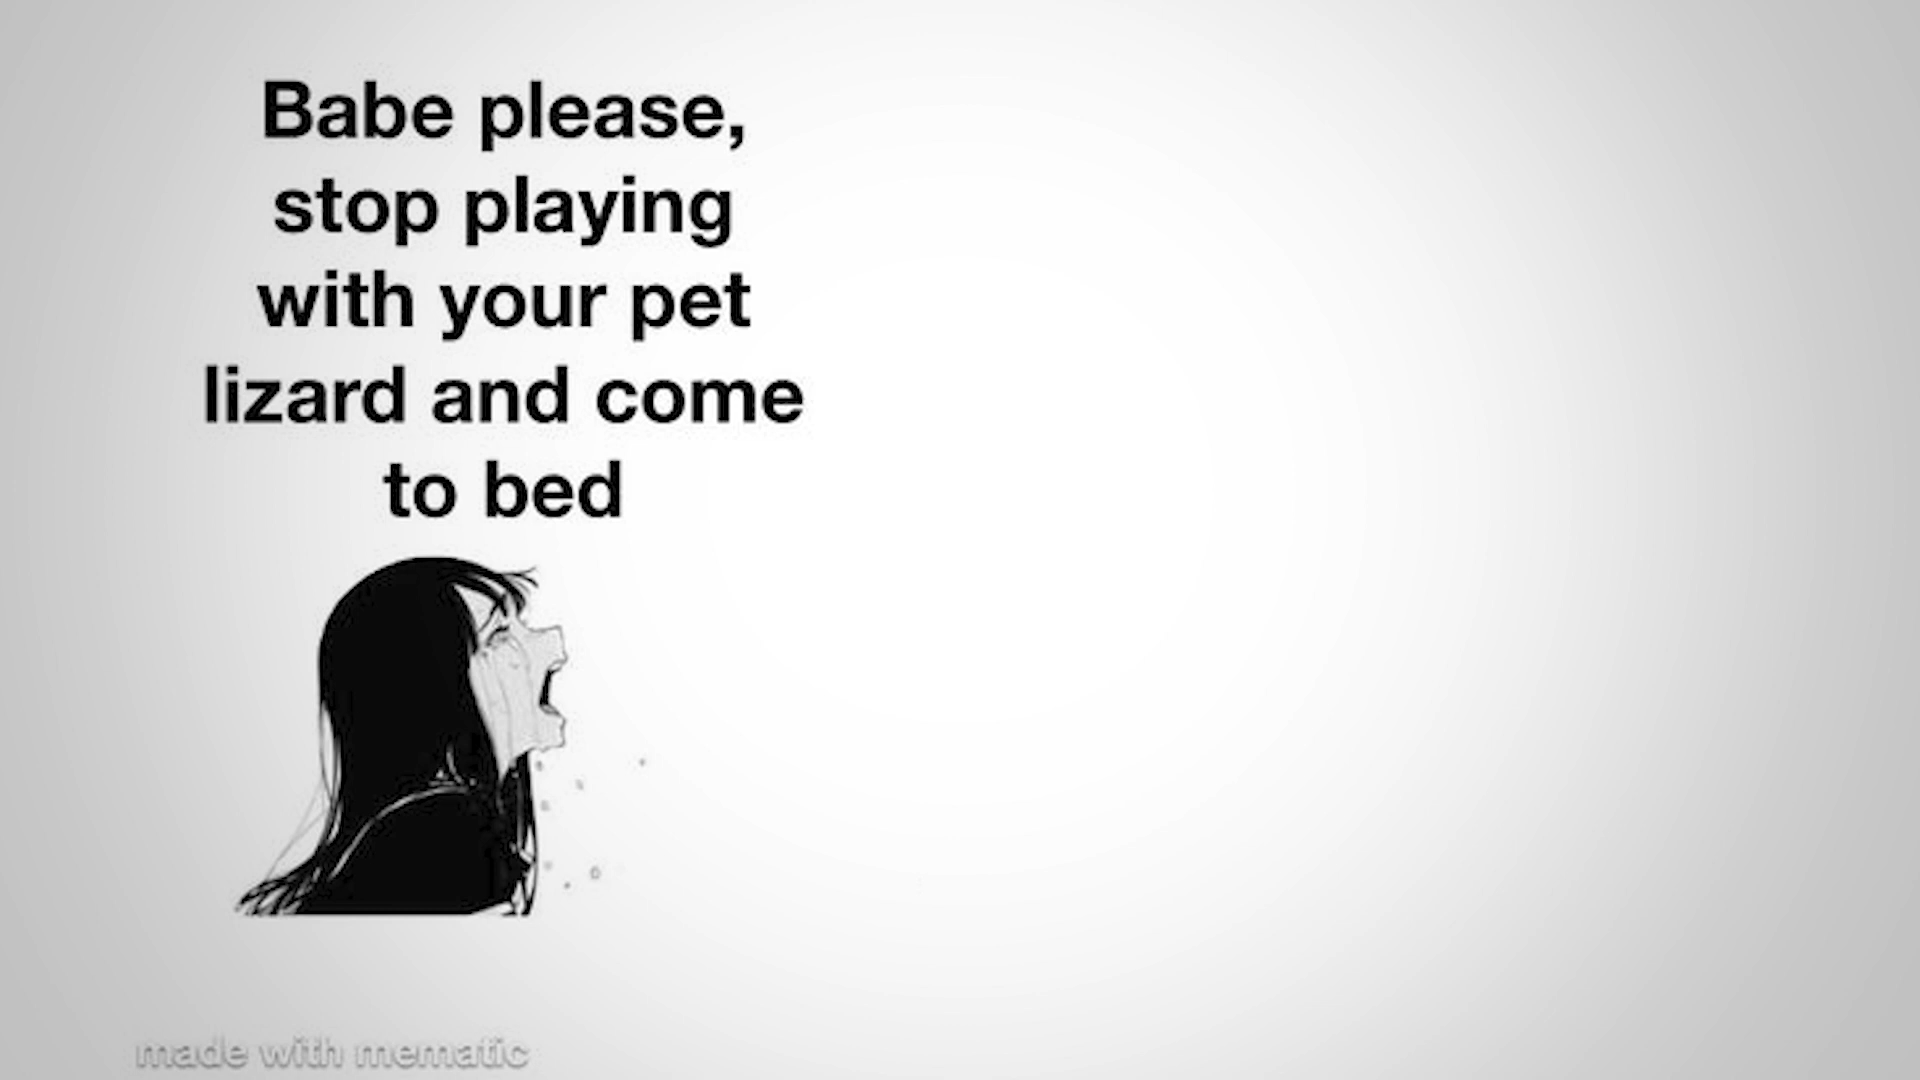 Babe please,
stop playing
with your pet
lizard and come
to bed
made with mematic